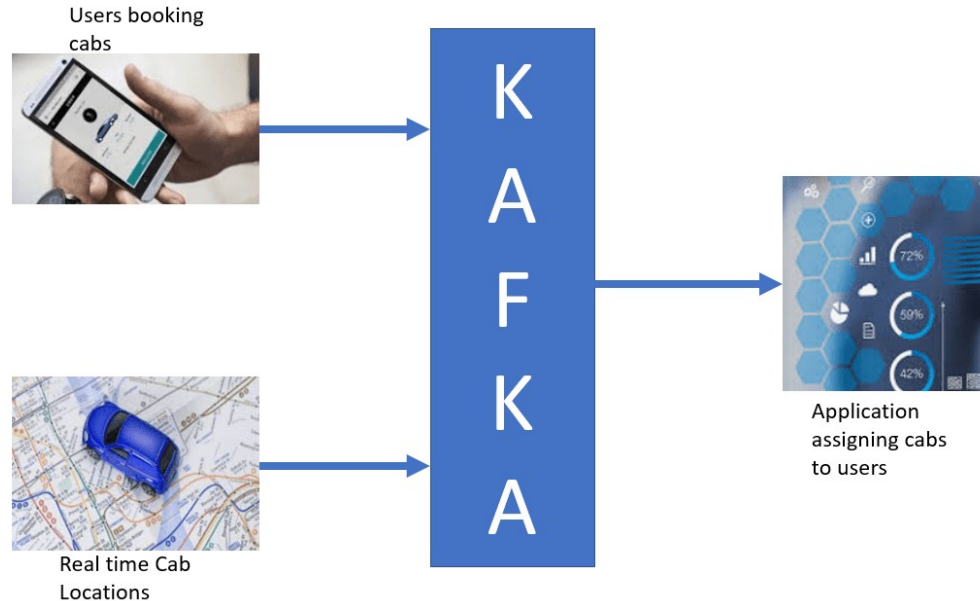 Users booking
cabs
K
A
F
K
A
72%
59%
42%
Application
assigning cabs
to users
Real time Cab
Locations